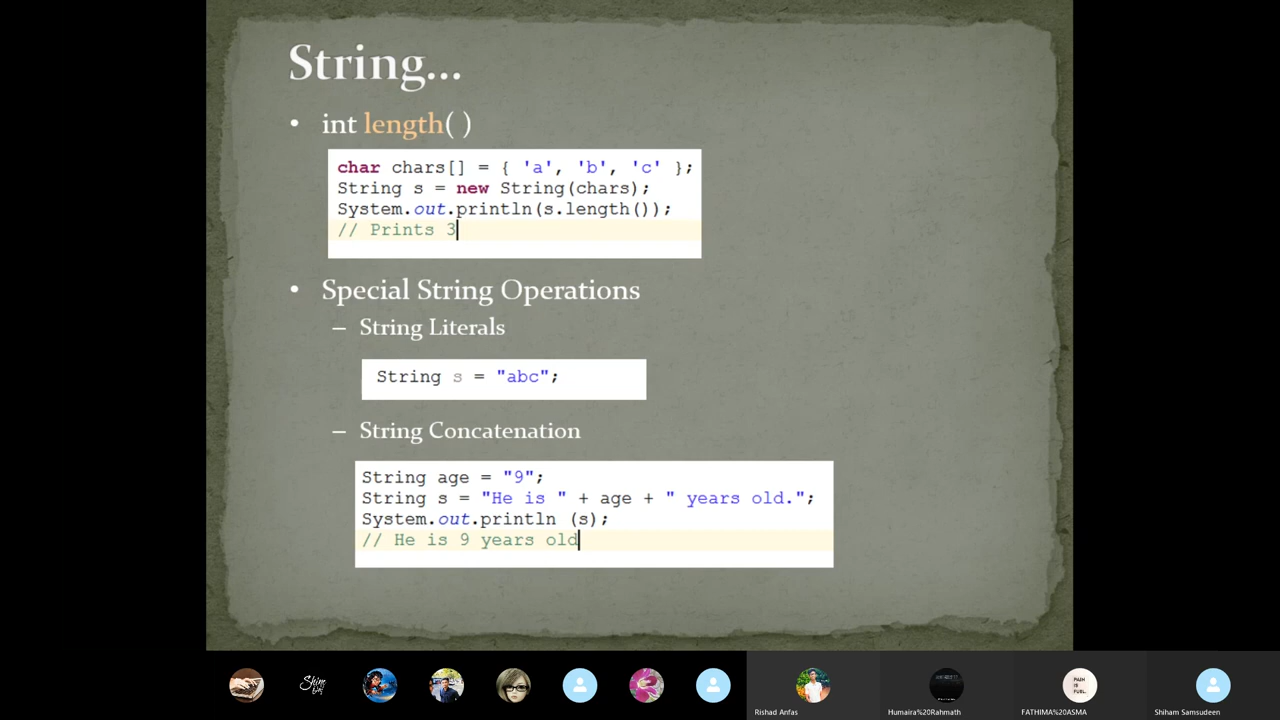 String...
• int length( )
char chars[] = { 'a', 'b', 'c' };
String s = new String(chars);
System.out.println(s.length());
// Prints 3
• Special String Operations
– String Literals
String s = "abc";
– String Concatenation
String age = "9";
String s = "He is " + age + " years old.";
System.out.println (s);
// He is 9 years old
Rishad Anfas
Humaira%20Rahmath
FATHIMA%20ASMA
Shiham Samsudeen